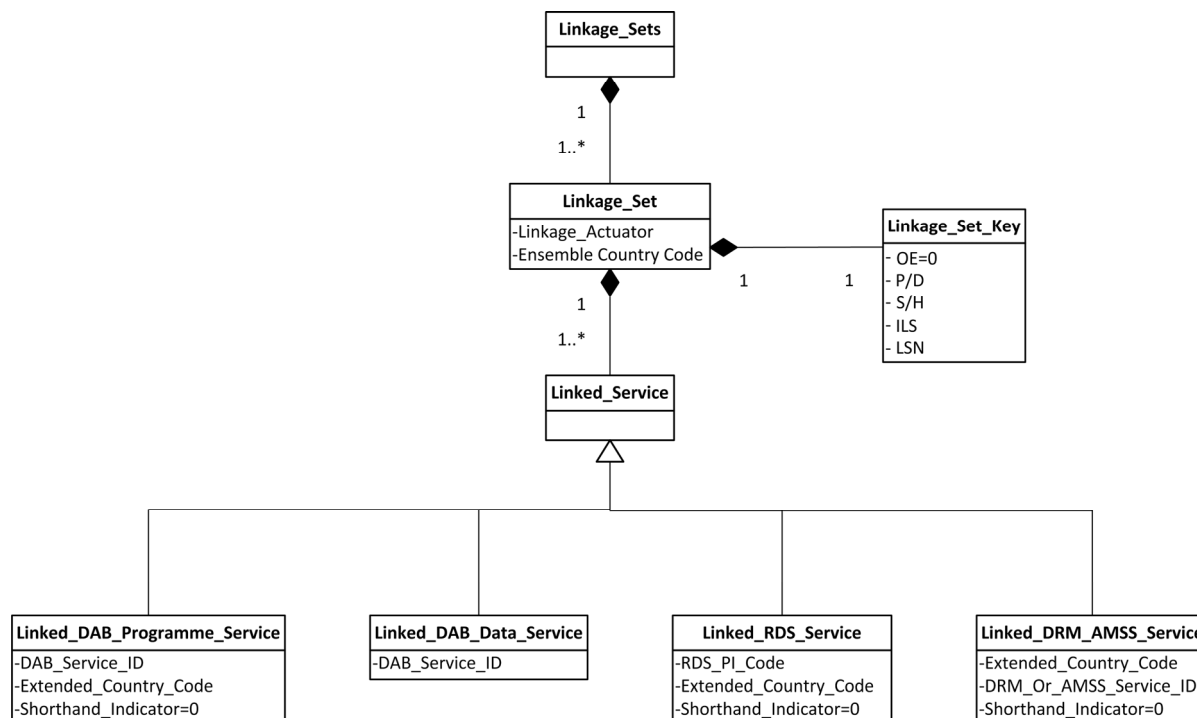 Linkage_Sets
1
1..*
Linkage_Set
-Linkage_Actuator
-Ensemble Country Code
1
1
Linkage_Set_Key
- OE=0
- P/D
- S/H
- ILS
- LSN
1
1..*
Linked_Service
Linked_DAB_Programme_Service
-DAB_Service_ID
-Extended_Country_Code
-Shorthand_Indicator=0
Linked_DAB_Data_Service
-DAB_Service_ID
Linked_RDS_Service
-RDS_PI_Code
-Extended_Country_Code
-Shorthand_Indicator=0
Linked_DRM_AMSS_Service
-Extended_Country_Code
-DRM_Or_AMSS_Service_ID
-Shorthand_Indicator=0